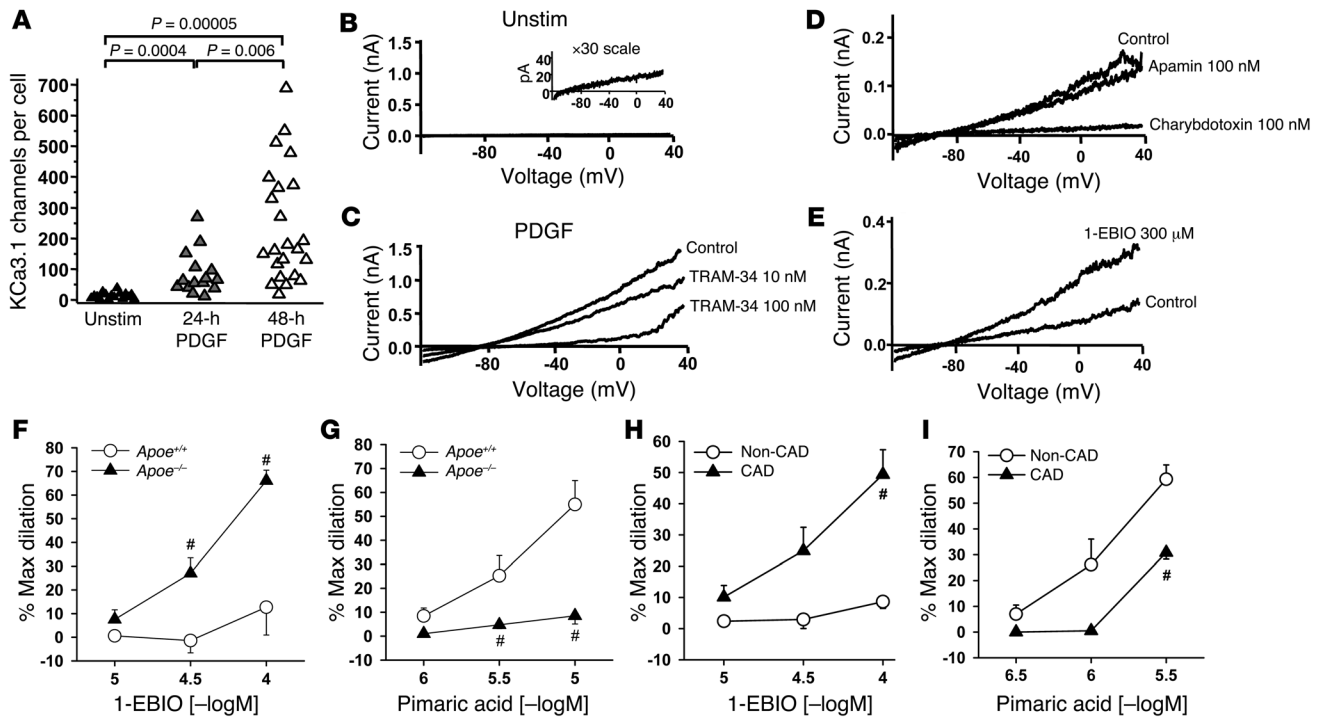 A
P = 0.00005
P = 0.0004
P = 0.006
KCa3.1 channels per cell
700
600
500
400
300
200
100
0
Unstim
24-h
PDGF
48-h
PDGF
B
Unstim
Current (nA)
1.5
1.0
0.5
0.0
×30 scale
pA
40
20
0
-80
-40
0
40
-80
-40
0
40
Voltage (mV)
C
PDGF
Current (nA)
1.5
1.0
0.5
0.0
Control
TRAM-34 10 nM
TRAM-34 100 nM
-80
-40
0
40
Voltage (mV)
D
Current (nA)
0.2
0.1
0.0
Control
Apamin 100 nM
Charybdotoxin 100 nM
-80
-40
0
40
Voltage (mV)
E
Current (nA)
0.4
0.2
0.0
1-EBIO 300 µM
Control
-80
-40
0
40
Voltage (mV)
F
% Max dilation
80
70
60
50
40
30
20
10
0
-10
Apoe+/+
Apoe–/–
#
#
5
4.5
4
1-EBIO [–logM]
G
% Max dilation
80
70
60
50
40
30
20
10
0
-10
Apoe+/+
Apoe–/–
#
#
6
5.5
5
Pimaric acid [–logM]
H
% Max dilation
60
50
40
30
20
10
0
-10
Non-CAD
CAD
#
5
4.5
4
1-EBIO [–logM]
I
% Max dilation
70
60
50
40
30
20
10
0
-10
Non-CAD
CAD
#
6.5
6
5.5
Pimaric acid [–logM]